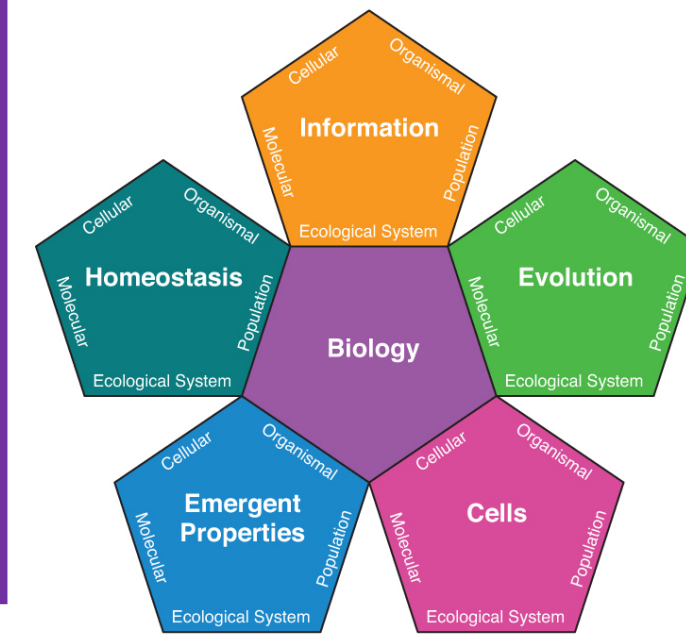 Cellular
Organismal
Information
Molecular
Population
Ecological System
Cellular
Organismal
Homeostasis
Molecular
Population
Ecological System
Biology
Cellular
Organismal
Evolution
Molecular
Population
Ecological System
Cellular
Organismal
Emergent
Properties
Molecular
Population
Ecological System
Cellular
Organismal
Cells
Molecular
Population
Ecological System